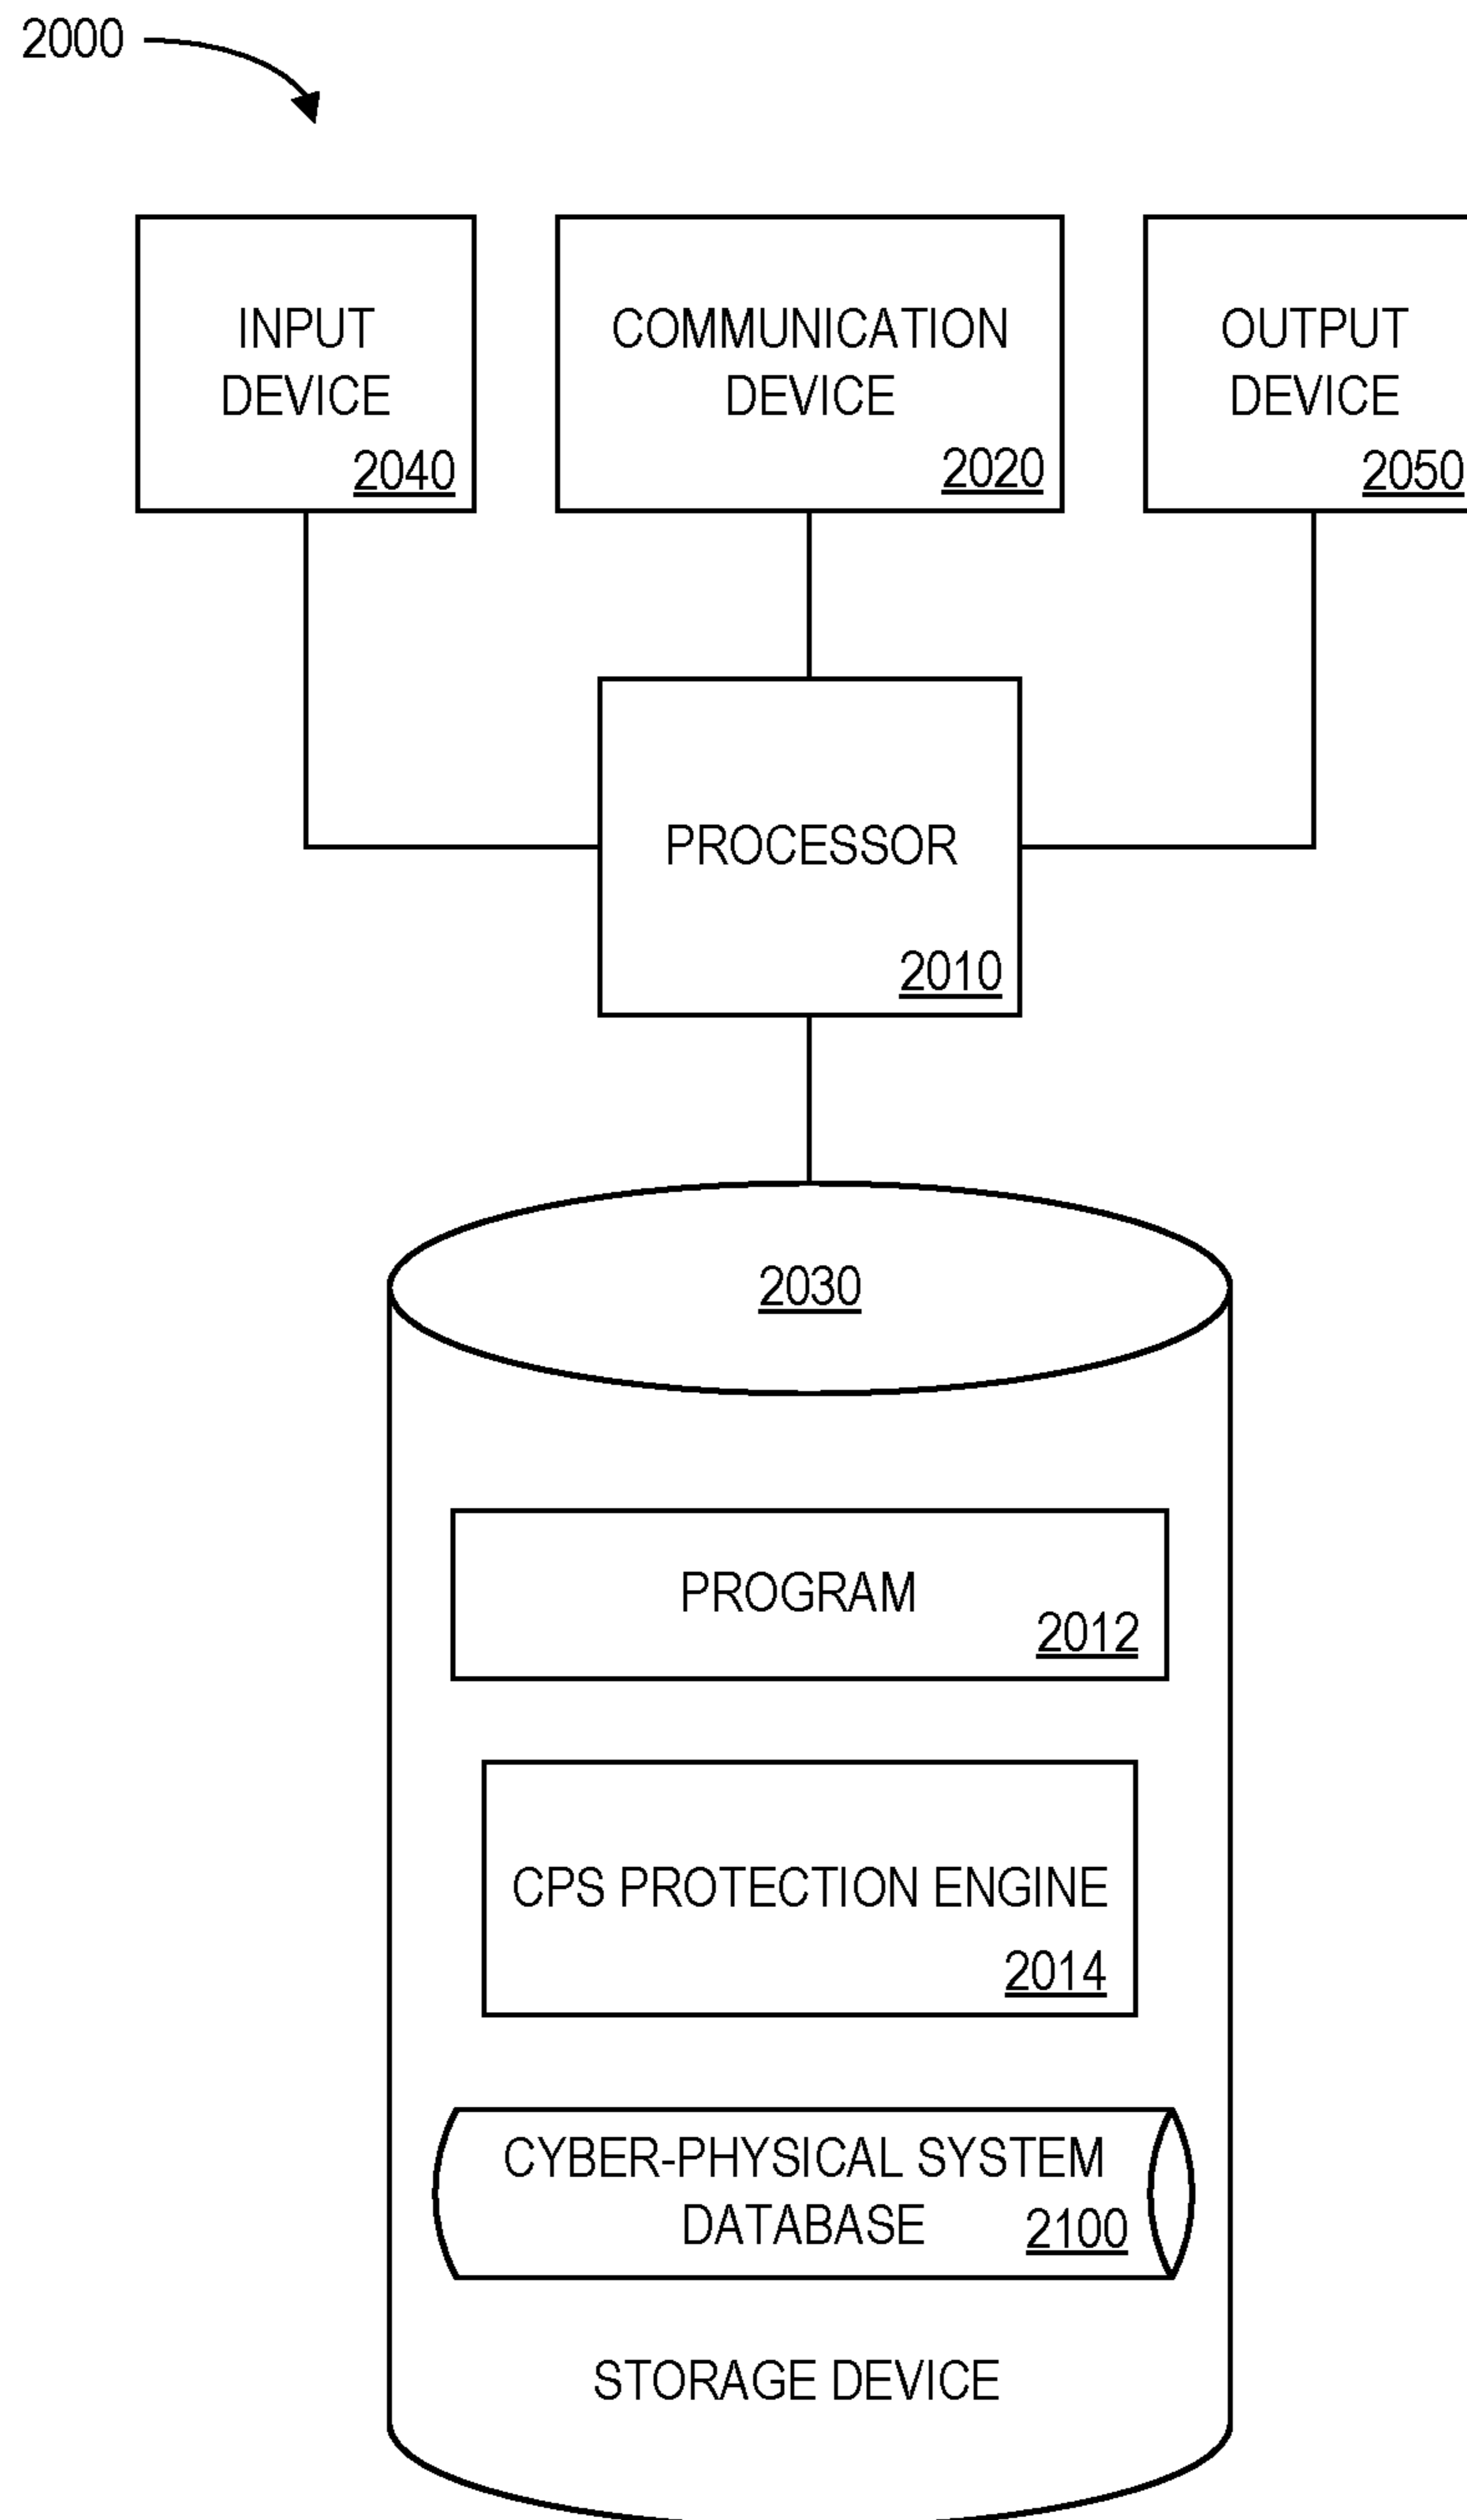 2000
INPUT
DEVICE
2040
COMMUNICATION
DEVICE
2020
OUTPUT
DEVICE
2050
PROCESSOR
2010
2030
PROGRAM
2012
CPS PROTECTION ENGINE
2014
CYBER-PHYSICAL SYSTEM
DATABASE
2100
STORAGE DEVICE